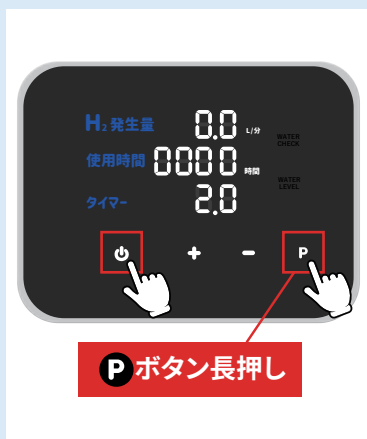 H₂ 発生量 0.0 L/分
WATER CHECK
使用時間 0000 時間
WATER LEVEL
タイマー 2.0
+ - P
P ボタン長押し